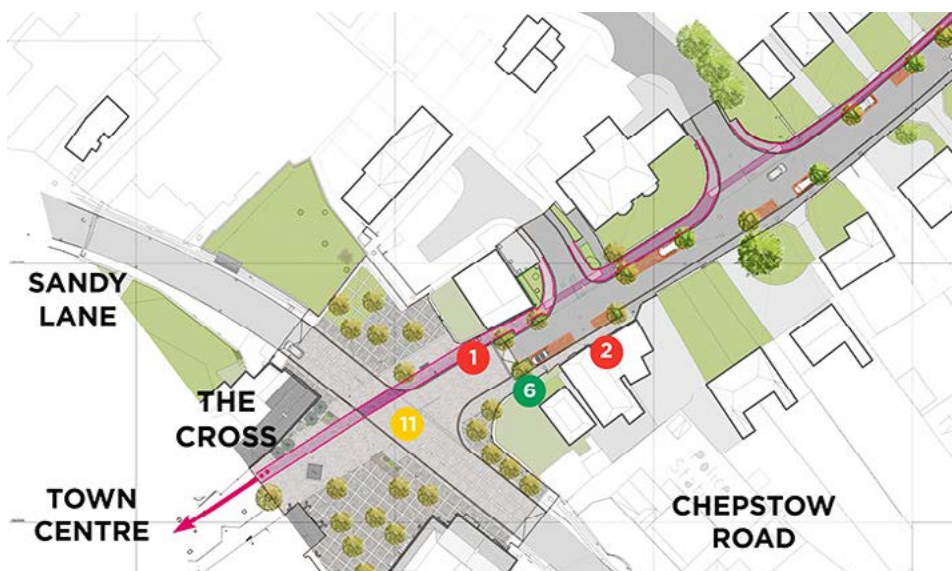 SANDY
LANE
1
2
6
THE
CROSS
11
TOWN
CENTRE
CHEPSTOW
ROAD